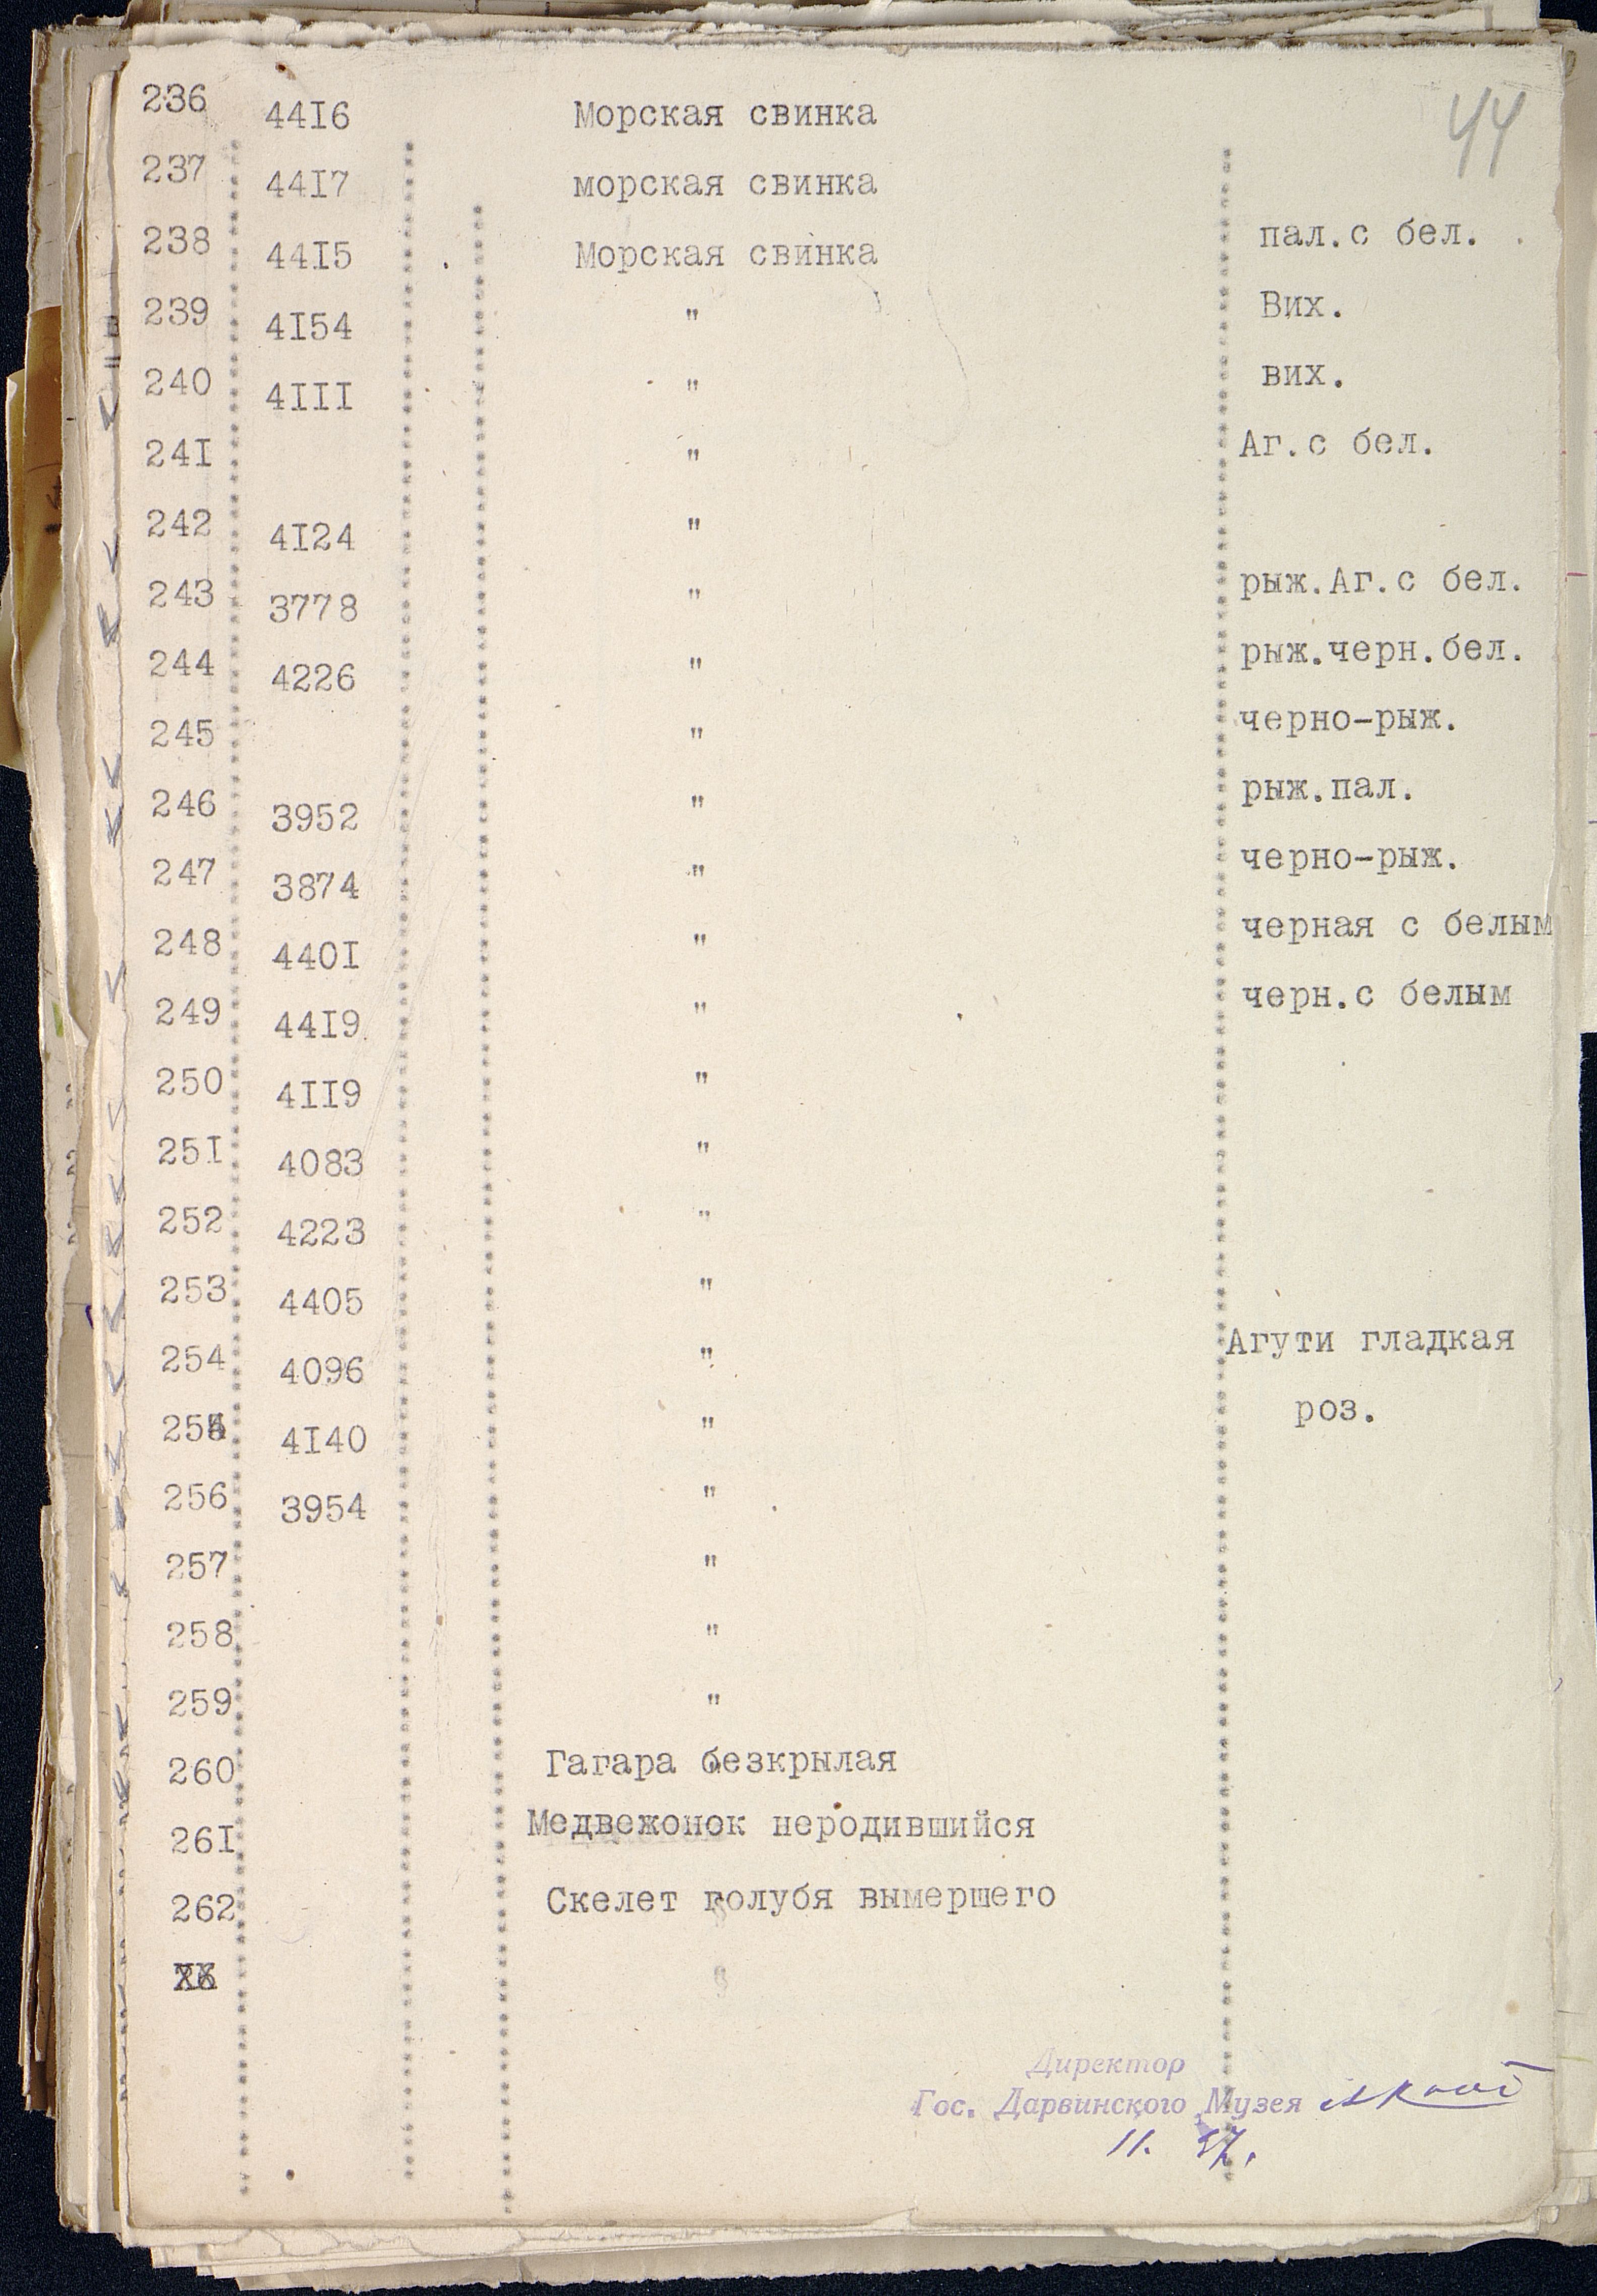 44
236 4416 Морская свинка
237 4417 морская свинка
238 4415 Морская свинка пал.с бел.
239 4154 " Вих.
240 4111 " вих.
241 " Аг.с бел.
242 4124 "
243 3778 " рыж.Аг.с бел.
244 4226 " рыж.черн.бел.
245 " черно-рыж.
246 3952 " рыж.пал.
247 3874 " черно-рыж.
248 4401 " черная с белым
249 4419 " черн.с белым
250 4119 "
251 4083 "
252 4223 "
253 4405 "
254 4096 " Агути гладкая
255 4140 " роз.
256 3954 "
257 "
258 "
259 "
260 Гагара безкрылая
261 Медвежонок неродившийся
262 Скелет голубя вымершего
Директор
Гос. Дарвинского Музея
11.